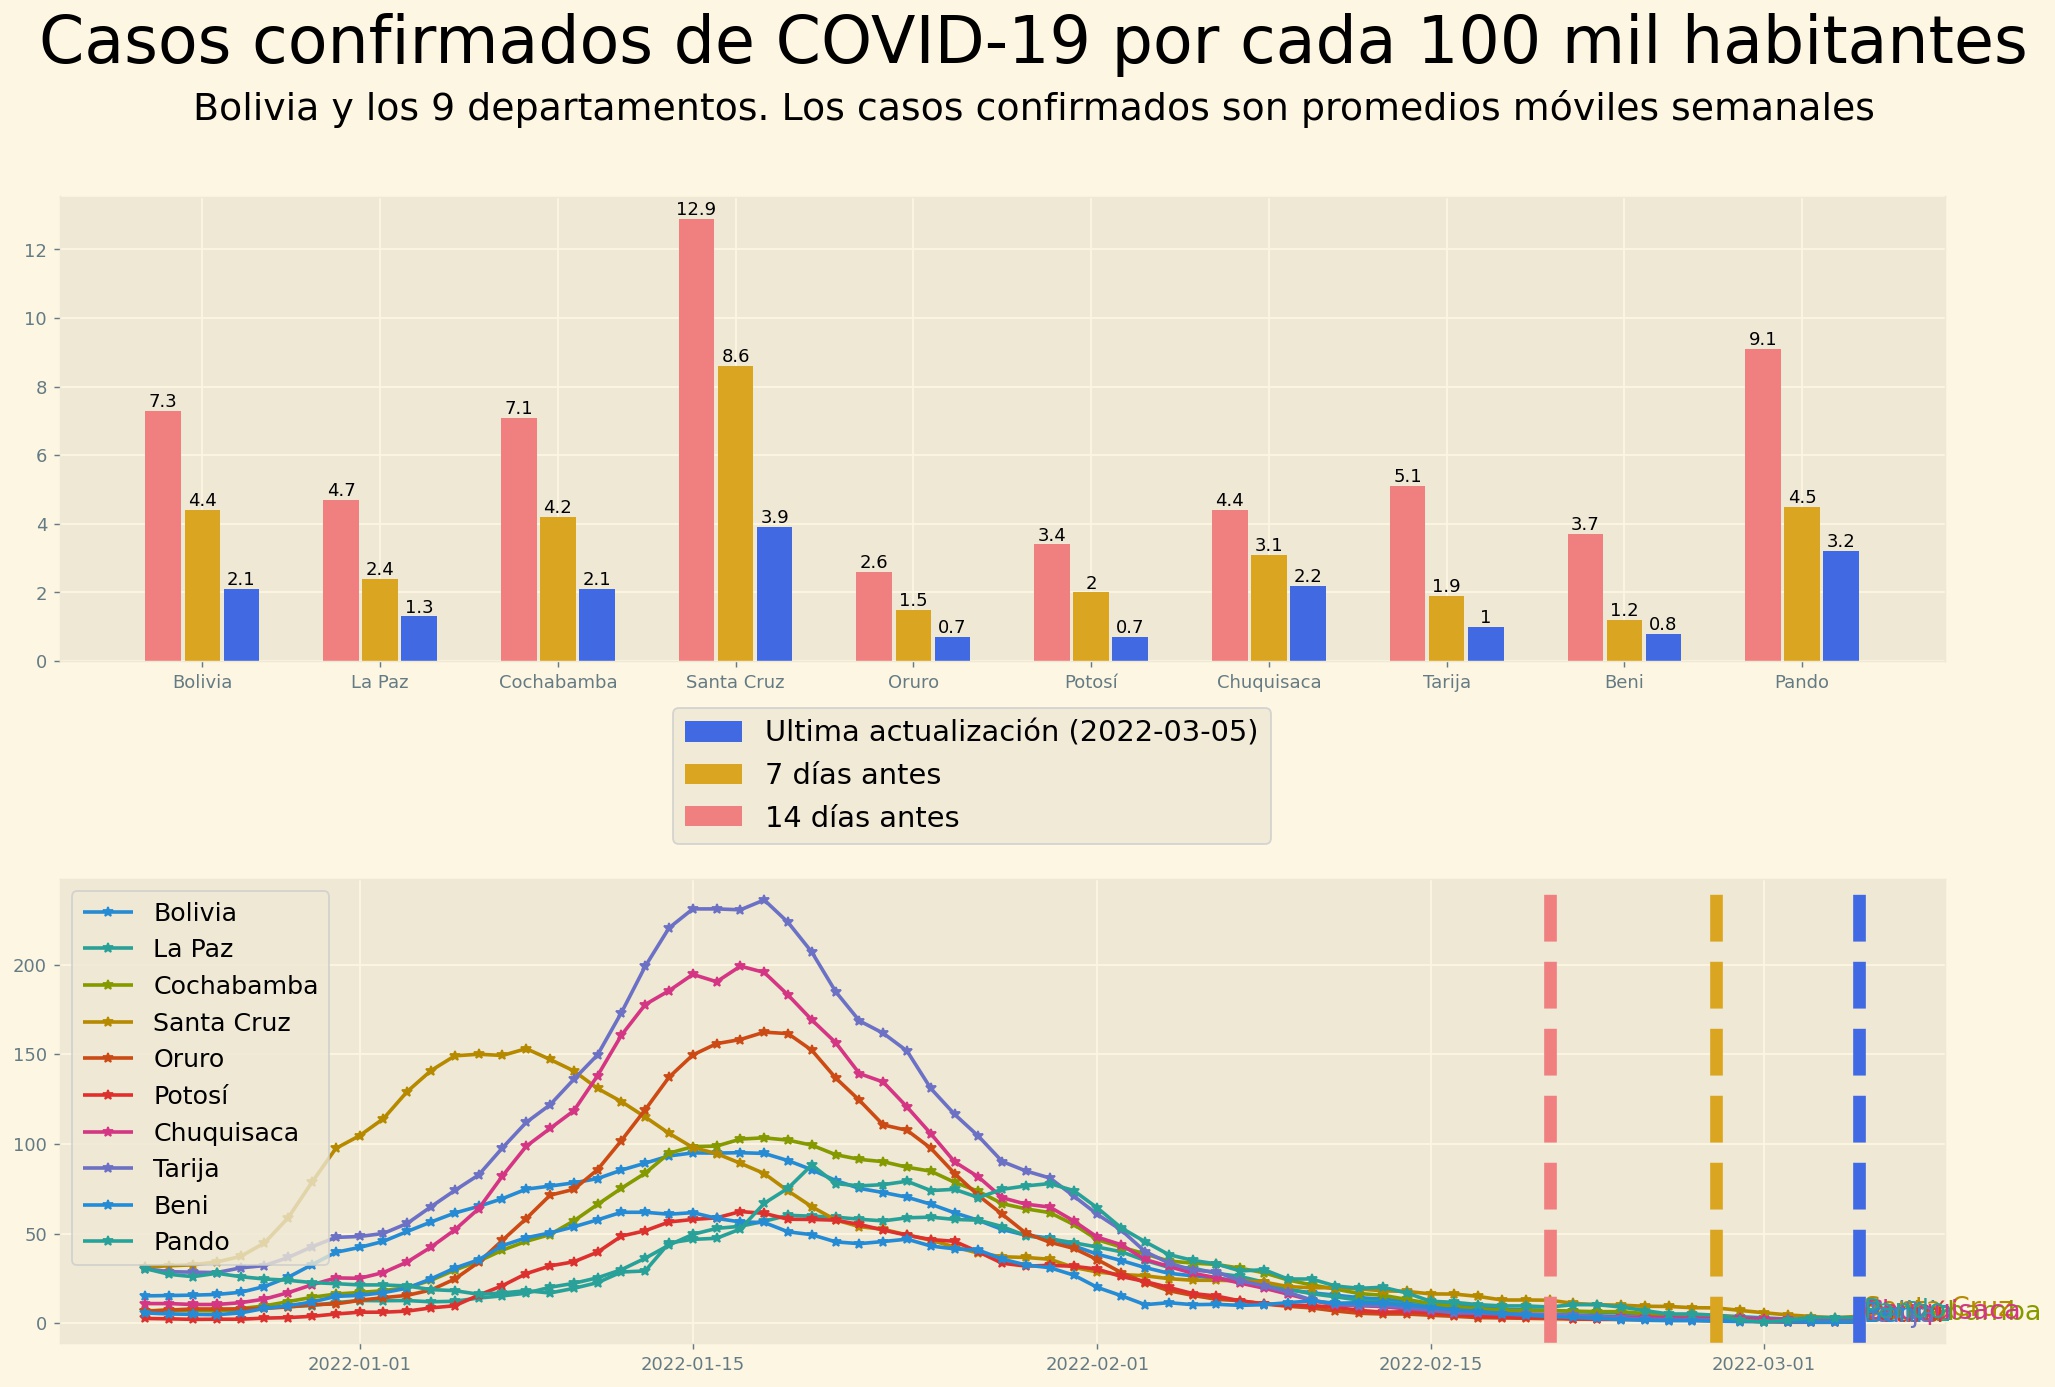 Casos confirmados de COVID-19 por cada 100 mil habitantes
Bolivia y los 9 departamentos. Los casos confirmados son promedios móviles semanales
12.9
12
10
9.1
8.6
8
7.3
7.1
6
5.1
4.7
4.4
4.2
4.4
4.5
4
3.9
3.4
3.1
3.7
3.2
2.6
2.4
2.1
2.1
2
2.2
1.9
2
1.5
1.3
1.2
1
0.7
0.7
0.8
0
Bolivia La Paz Cochabamba Santa Cruz Oruro Potosí Chuquisaca Tarija Beni Pando
Ultima actualización (2022-03-05)
7 días antes
14 días antes
Bolivia
La Paz
Cochabamba
Santa Cruz
Oruro
Potosí
Chuquisaca
Tarija
Beni
Pando
200
150
100
50
0
2022-01-01 2022-01-15 2022-02-01 2022-02-15 2022-03-01